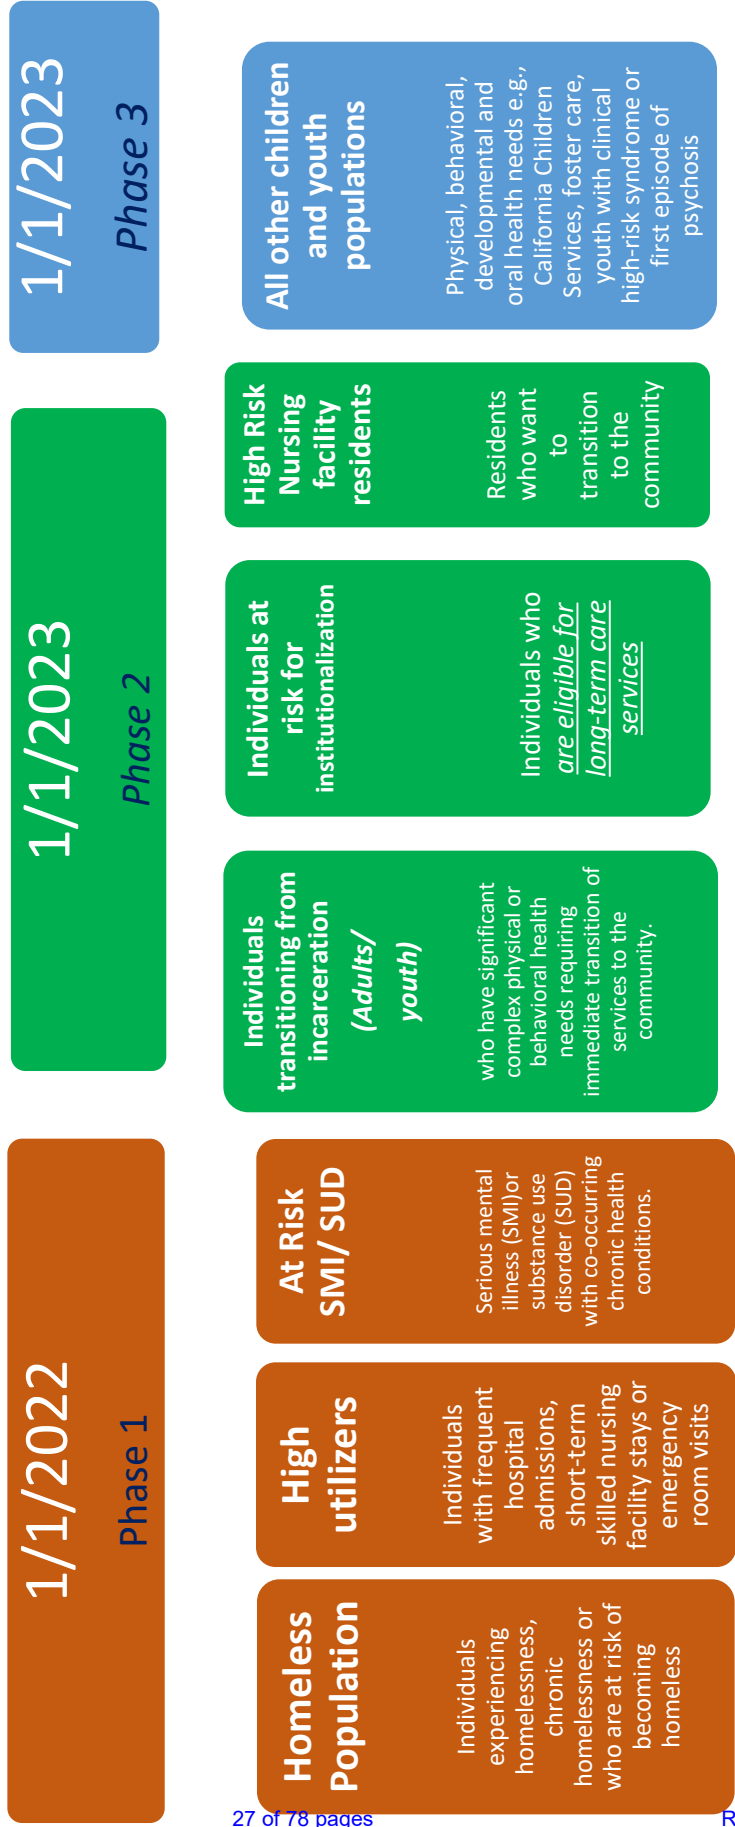 1/1/2022
Phase 1
Homeless
Population
Individuals
experiencing
homelessness,
chronic
homelessness or
who are at risk of
becoming
homeless
High
utilizers
Individuals
with frequent
hospital
admissions,
short-term
skilled nursing
facility stays or
emergency
room visits
At Risk
SMI/ SUD
Serious mental
illness (SMI)or
substance use
disorder (SUD)
with co-occurring
chronic health
conditions.
1/1/2023
Phase 2
Individuals
transitioning from
incarceration
(Adults/
youth)
who have significant
complex physical or
behavioral health
needs requiring
immediate transition of
services to the
community.
Individuals at
risk for
institutionalization
Individuals who
are eligible for
long-term care
services
High Risk
Nursing
facility
residents
Residents
who want
to
transition
to the
community
1/1/2023
Phase 3
All other children
and youth
populations
Physical, behavioral,
developmental and
oral health needs e.g.,
California Children
Services, foster care,
youth with clinical
high-risk syndrome or
first episode of
psychosis
27 of 78 pages
R